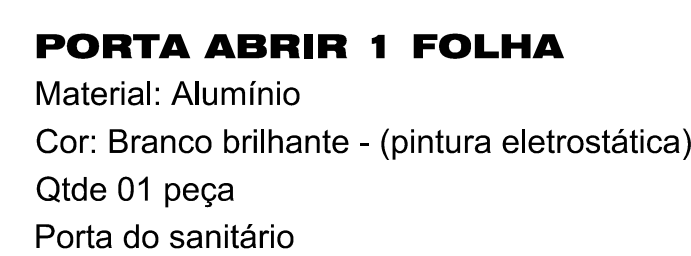 PORTA ABRIR 1 FOLHA
Material: Alumínio
Cor: Branco brilhante - (pintura eletrostática)
Qtde 01 peça
Porta do sanitário